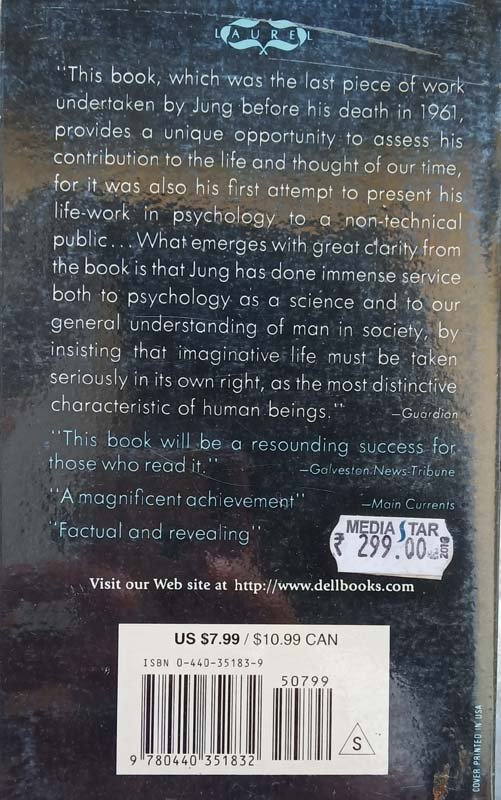 LAUREL
"This book, which was the last piece of work
undertaken by Jung before his death in 1961,
provides a unique opportunity to assess his
contribution to the life and thought of our time,
for it was also his first attempt to present his
life-work in psychology to a non-technical
public... What emerges with great clarity from
the book is that Jung has done immense service
both to psychology as a science and to our
general understanding of man in society, by
insisting that imaginative life must be taken
seriously in its own right, as the most distinctive
characteristic of human beings." —Guardian
"This book will be a resounding success for
those who read it." —Galveston News-Tribune
"A magnificent achievement" —Main Currents
"Factual and revealing"
MEDIA STAR
₹ 299.00
Visit our Web site at http://www.dellbooks.com
US $7.99 / $10.99 CAN
ISBN 0-440-35183-9
50799
9 780440 351832
S
COVER PRINTED IN USA